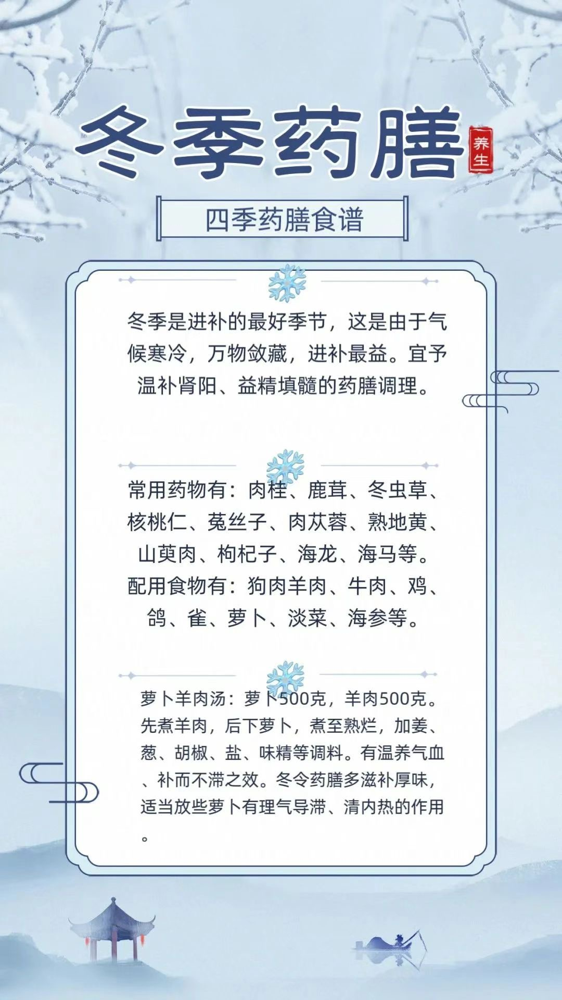 冬季药膳
养生
四季药膳食谱
冬季是进补的最好季节，这是由于气
候寒冷，万物敛藏，进补最益。宜予
温补肾阳、益精填髓的药膳调理。
常用药物有：肉桂、鹿茸、冬虫草、
核桃仁、菟丝子、肉苁蓉、熟地黄、
山萸肉、枸杞子、海龙、海马等。
配用食物有：狗肉羊肉、牛肉、鸡、
鸽、雀、萝卜、淡菜、海参等。
萝卜羊肉汤：萝卜500克，羊肉500克。
先煮羊肉，后下萝卜，煮至熟烂，加姜、
葱、胡椒、盐、味精等调料。有温养气血
、补而不滞之效。冬令药膳多滋补厚味，
适当放些萝卜有理气导滞、清内热的作用
。